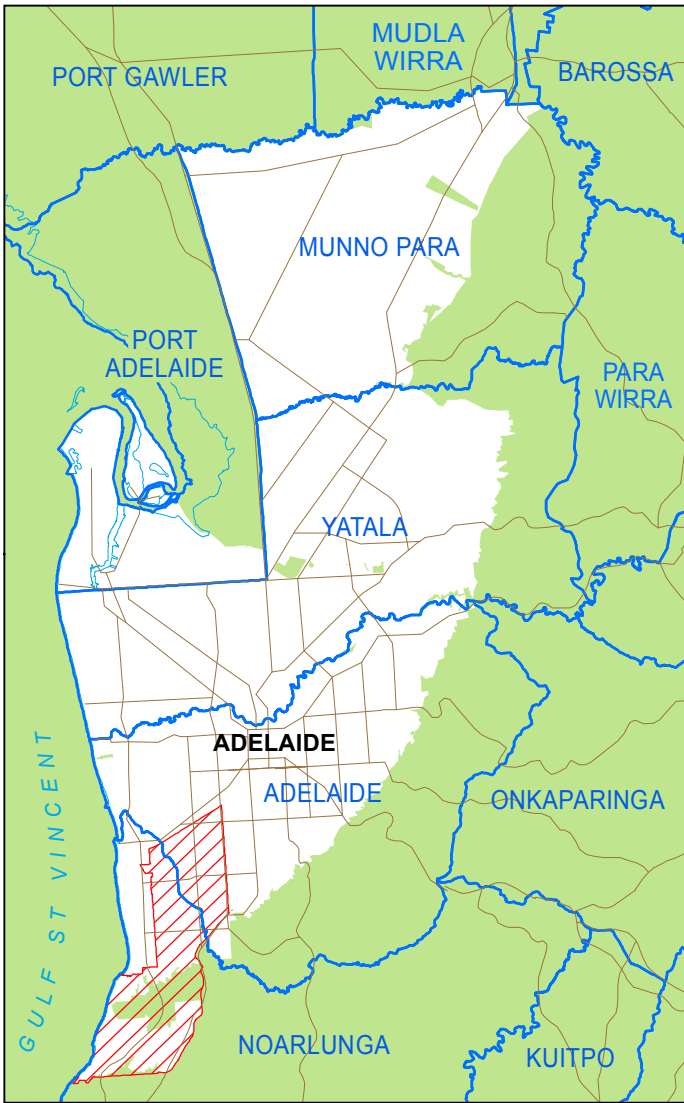 MUDLA
WIRRA
PORT GAWLER
BAROSSA
MUNNO PARA
PORT
ADELAIDE
PARA
WIRRA
YATALA
ADELAIDE
ADELAIDE
ONKAPARINGA
GULF ST VINCENT
NOARLUNGA
KUITPO